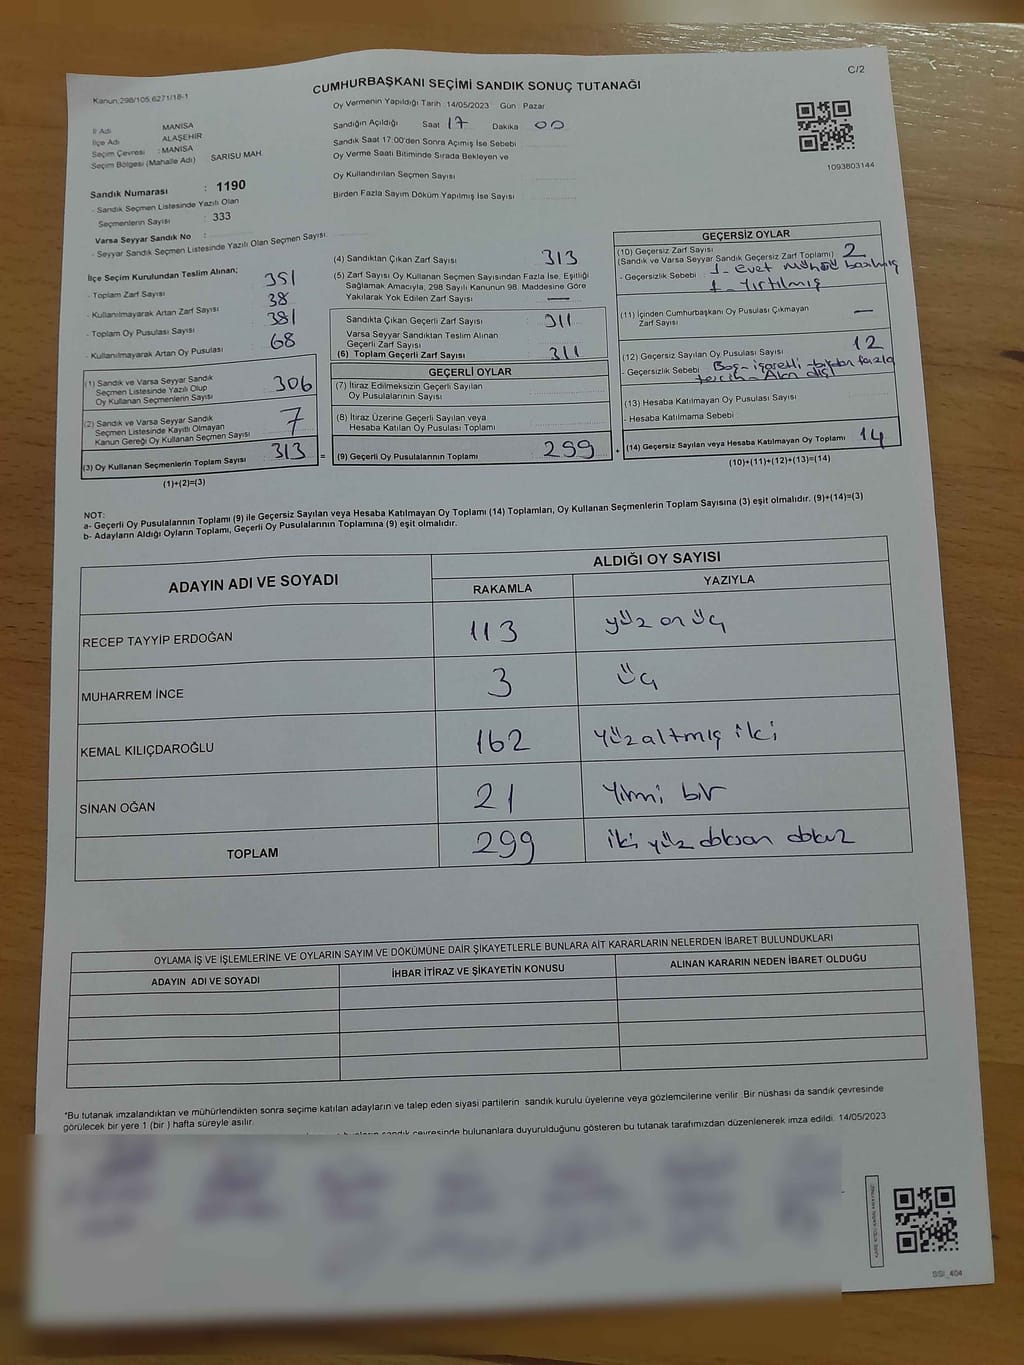 C/2
CUMHURBAŞKANI SEÇİMİ SANDIK SONUÇ TUTANAĞI
Kanun:298/105;6271/18-1
Oy Vermenin Yapıldığı Tarih : 14/05/2023 Gün : Pazar
İl Adı : MANİSA
İlçe Adı : ALAŞEHİR
Seçim Çevresi : MANİSA
Seçim Bölgesi (Mahalle Adı) SARISU MAH.
Sandığın Açıldığı Saat 17 Dakika 00
Sandık Saat 17:00'den Sonra Açımış İse Sebebi
Oy Verme Saati Bitiminde Sırada Bekleyen ve
Oy Kullandırılan Seçmen Sayısı
Birden Fazla Sayım Döküm Yapılmış İse Sayısı
1093803144
Sandık Numarası : 1190
- Sandık Seçmen Listesinde Yazılı Olan
Seçmenlerin Sayısı : 333
Varsa Seyyar Sandık No :
- Seyyar Sandık Seçmen Listesinde Yazılı Olan Seçmen Sayısı:
İlçe Seçim Kurulundan Teslim Alınan;
- Toplam Zarf Sayısı 351
- Kullanılmayarak Artan Zarf Sayısı 38
- Toplam Oy Pusulası Sayısı 381
- Kullanılmayarak Artan Oy Pusulası 68
(1) Sandık ve Varsa Seyyar Sandık
Seçmen Listesinde Yazılı Olup
Oy Kullanan Seçmenlerin Sayısı 306
(2) Sandık ve Varsa Seyyar Sandık
Seçmen Listesinde Kayıtlı Olmayan
Kanun Gereği Oy Kullanan Seçmen Sayısı 7
(3) Oy Kullanan Seçmenlerin Toplam Sayısı 313 =
(1)+(2)=(3)
(4) Sandıktan Çıkan Zarf Sayısı 313
(5) Zarf Sayısı Oy Kullanan Seçmen Sayısından Fazla İse, Eşitliği
Sağlamak Amacıyla; 298 Sayılı Kanunun 98. Maddesine Göre
Yakılarak Yok Edilen Zarf Sayısı —
Sandıkta Çıkan Geçerli Zarf Sayısı 311
Varsa Seyyar Sandıktan Teslim Alınan
Geçerli Zarf Sayısı
(6) Toplam Geçerli Zarf Sayısı 311
GEÇERLİ OYLAR
(7) İtiraz Edilmeksizin Geçerli Sayılan
Oy Pusulasının Sayısı
(8) İtiraz Üzerine Geçerli Sayılan veya
Hesaba Katılan Oy Pusulası Toplamı
(9) Geçerli Oy Pusulalarının Toplamı 299 +
GEÇERSİZ OYLAR
(10) Geçersiz Zarf Sayısı
(Sandık ve Varsa Seyyar Sandık Geçersiz Zarf Toplamı) 2
- Geçersizlik Sebebi : 1- Evet mührü basılmış
1- Yırtılmış
(11) İçinden Cumhurbaşkanı Oy Pusulası Çıkmayan
Zarf Sayısı —
(12) Geçersiz Sayılan Oy Pusulası Sayısı 12
- Geçersizlik Sebebi : Boş- işaretli fazla
tercih
(13) Hesaba Katılmayan Oy Pusulası Sayısı
- Hesaba Katılmama Sebebi :
(14) Geçersiz Sayılan veya Hesaba Katılmayan Oy Toplamı 14
(10)+(11)+(12)+(13)=(14)
NOT:
a- Geçerli Oy Pusulalarının Toplamı (9) ile Geçersiz Sayılan veya Hesaba Katılmayan Oy Toplamı (14) Toplamları, Oy Kullanan Seçmenlerin Toplam Sayısına (3) eşit olmalıdır. (9)+(14)=(3)
b- Adayların Aldığı Oyların Toplamı, Geçerli Oy Pusulalarının Toplamına (9) eşit olmalıdır.
ADAYIN ADI VE SOYADI ALDIĞI OY SAYISI
RAKAMLA YAZIYLA
RECEP TAYYİP ERDOĞAN 113 yüz on üç
MUHARREM İNCE 3 üç
KEMAL KILIÇDAROĞLU 162 Yüzaltmış iki
SİNAN OĞAN 21 Yirmi bir
TOPLAM 299 iki yüz doksan dokuz
OYLAMA İŞ VE İŞLEMLERİNE VE OYLARIN SAYIM VE DÖKÜMÜNE DAİR ŞİKAYETLERLE BUNLARA AİT KARARLARIN NELERDEN İBARET BULUNDUKLARI
ADAYIN ADI VE SOYADI İHBAR İTİRAZ VE ŞİKAYETİN KONUSU ALINAN KARARIN NEDEN İBARET OLDUĞU
*Bu tutanak imzalandıktan ve mühürlendikten sonra seçime katılan adayların ve talep eden siyasi partilerin sandık kurulu üyelerine veya gözlemcilerine verilir. Bir nüshası da sandık çevresinde
görülecek bir yere 1 (bir ) hafta süreyle asılır.
sandık çevresinde bulunanlara duyurulduğunu gösteren bu tutanak tarafımızdan düzenlenerek imza edildi. 14/05/2023
SSI_404